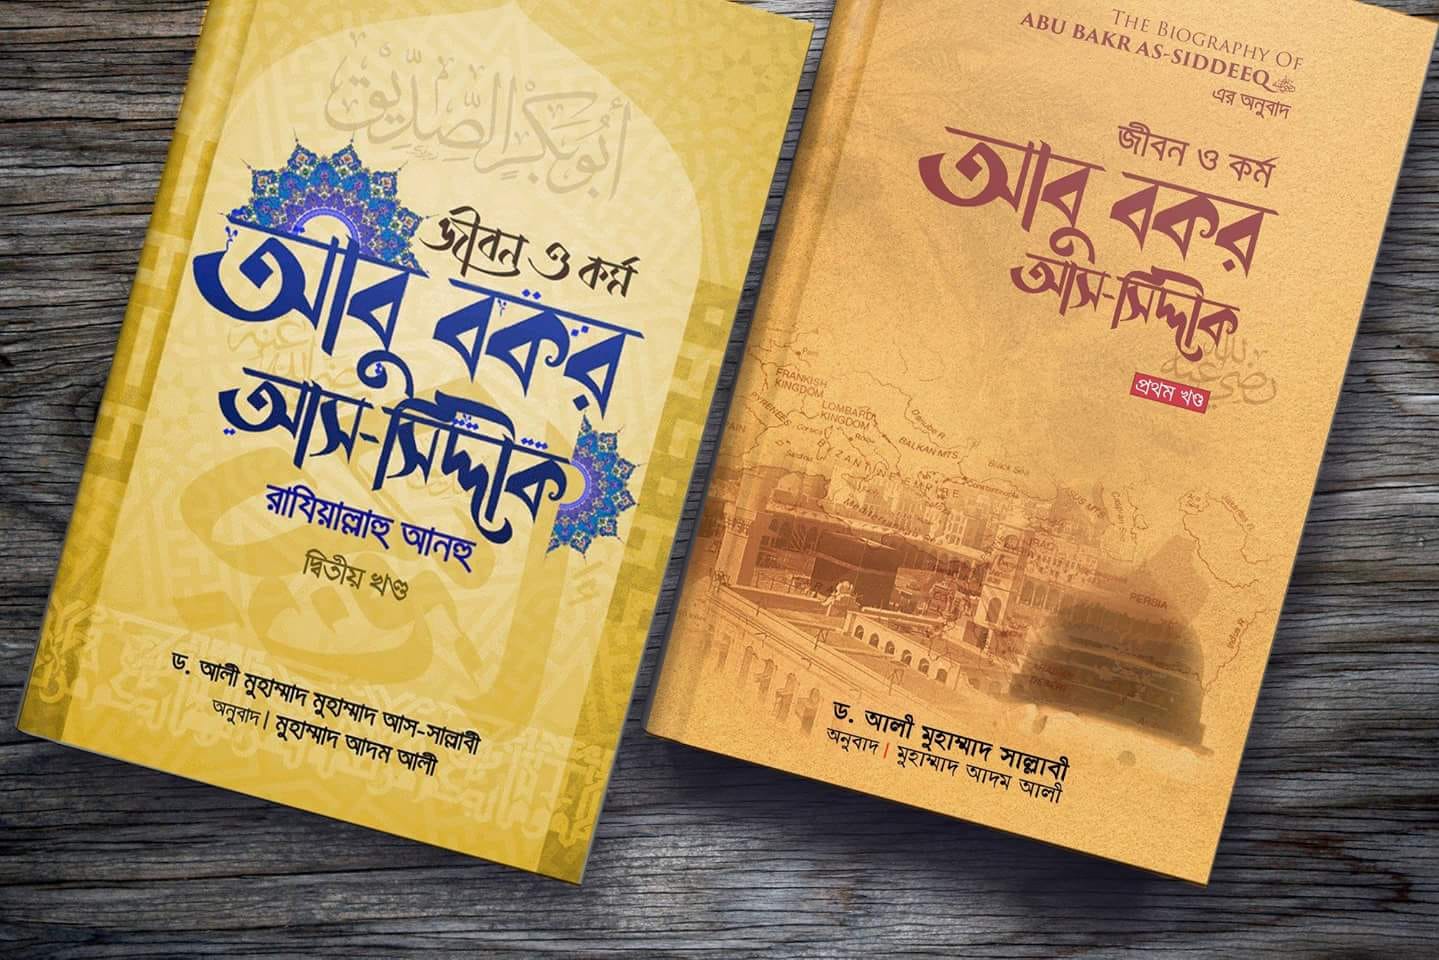 أبو بكر الصديق
জীবন ও কর্ম
আবু বকর
আস-সিদ্দীক
রাযিয়াল্লাহু আনহু
দ্বিতীয় খণ্ড
ড. আলী মুহাম্মাদ মুহাম্মাদ আস-সাল্লাবী
অনুবাদ | মুহাম্মাদ আদম আলী
THE BIOGRAPHY OF
ABU BAKR AS-SIDDEEQ
এর অনুবাদ
জীবন ও কর্ম
আবু বকর
আস-সিদ্দীক
প্রথম খণ্ড
FRANKISH
KINGDOM
LOMBARD
KINGDOM
Danube R.
BALKAN MTS.
Black Sea
BYZANTINE EMPIRE
PERSIA
Indus R.
ড. আলী মুহাম্মাদ সাল্লাবী
অনুবাদ | মুহাম্মাদ আদম আলী